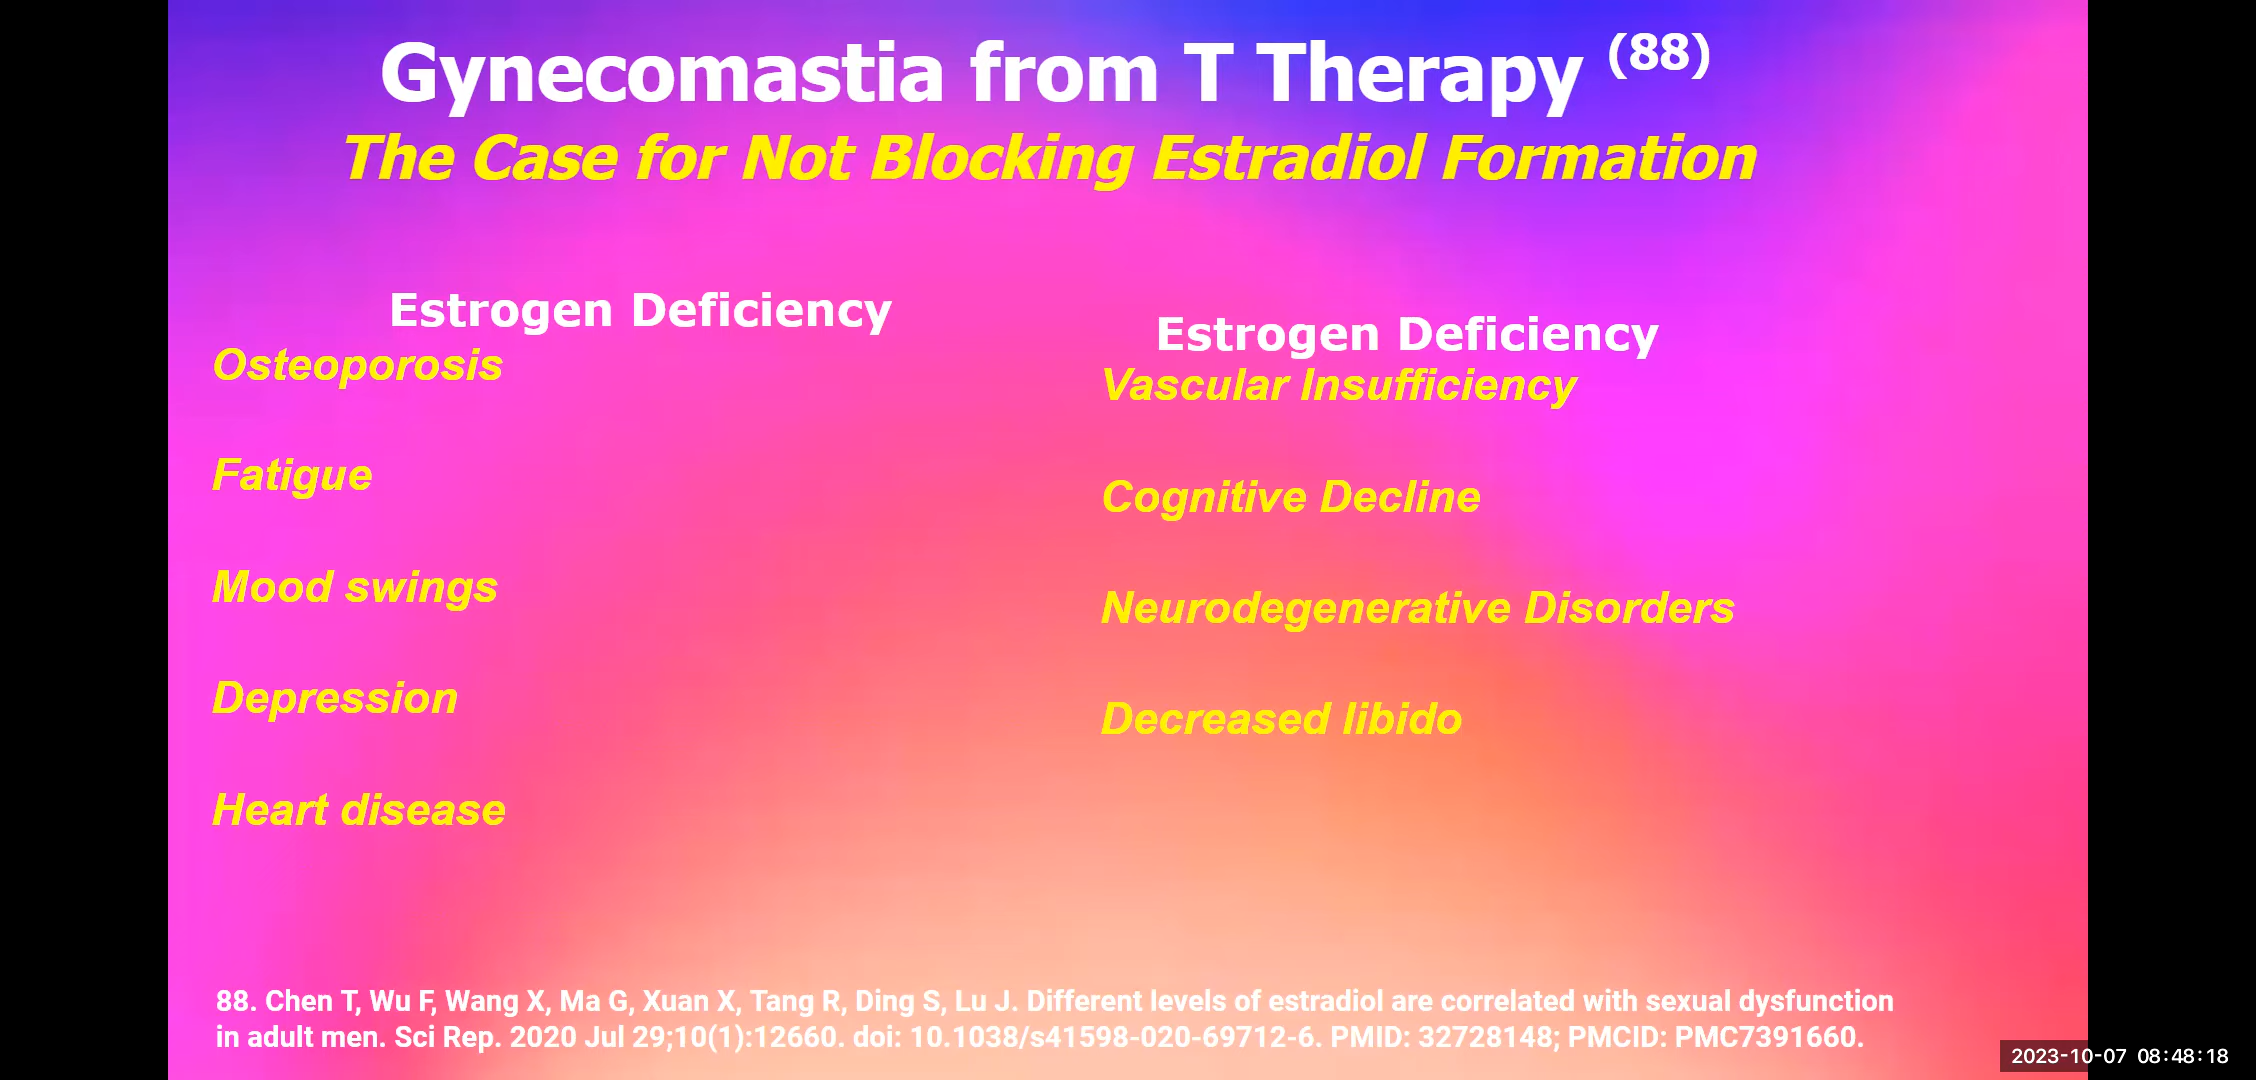 Gynecomastia from T Therapy (88)
The Case for Not Blocking Estradiol Formation
Estrogen Deficiency
Osteoporosis
Fatigue
Mood swings
Depression
Heart disease
Estrogen Deficiency
Vascular Insufficiency
Cognitive Decline
Neurodegenerative Disorders
Decreased libido
88. Chen T, Wu F, Wang X, Ma G, Xuan X, Tang R, Ding S, Lu J. Different levels of estradiol are correlated with sexual dysfunction
in adult men. Sci Rep. 2020 Jul 29;10(1):12660. doi: 10.1038/s41598-020-69712-6. PMID: 32728148; PMCID: PMC7391660.
2023-10-07 08:48:18